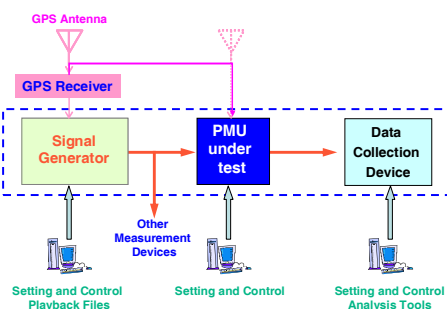 GPS Antenna
GPS Receiver
Signal
Generator
PMU
under
test
Data
Collection
Device
Other
Measurement
Devices
Setting and Control
Playback Files
Setting and Control
Setting and Control
Analysis Tools